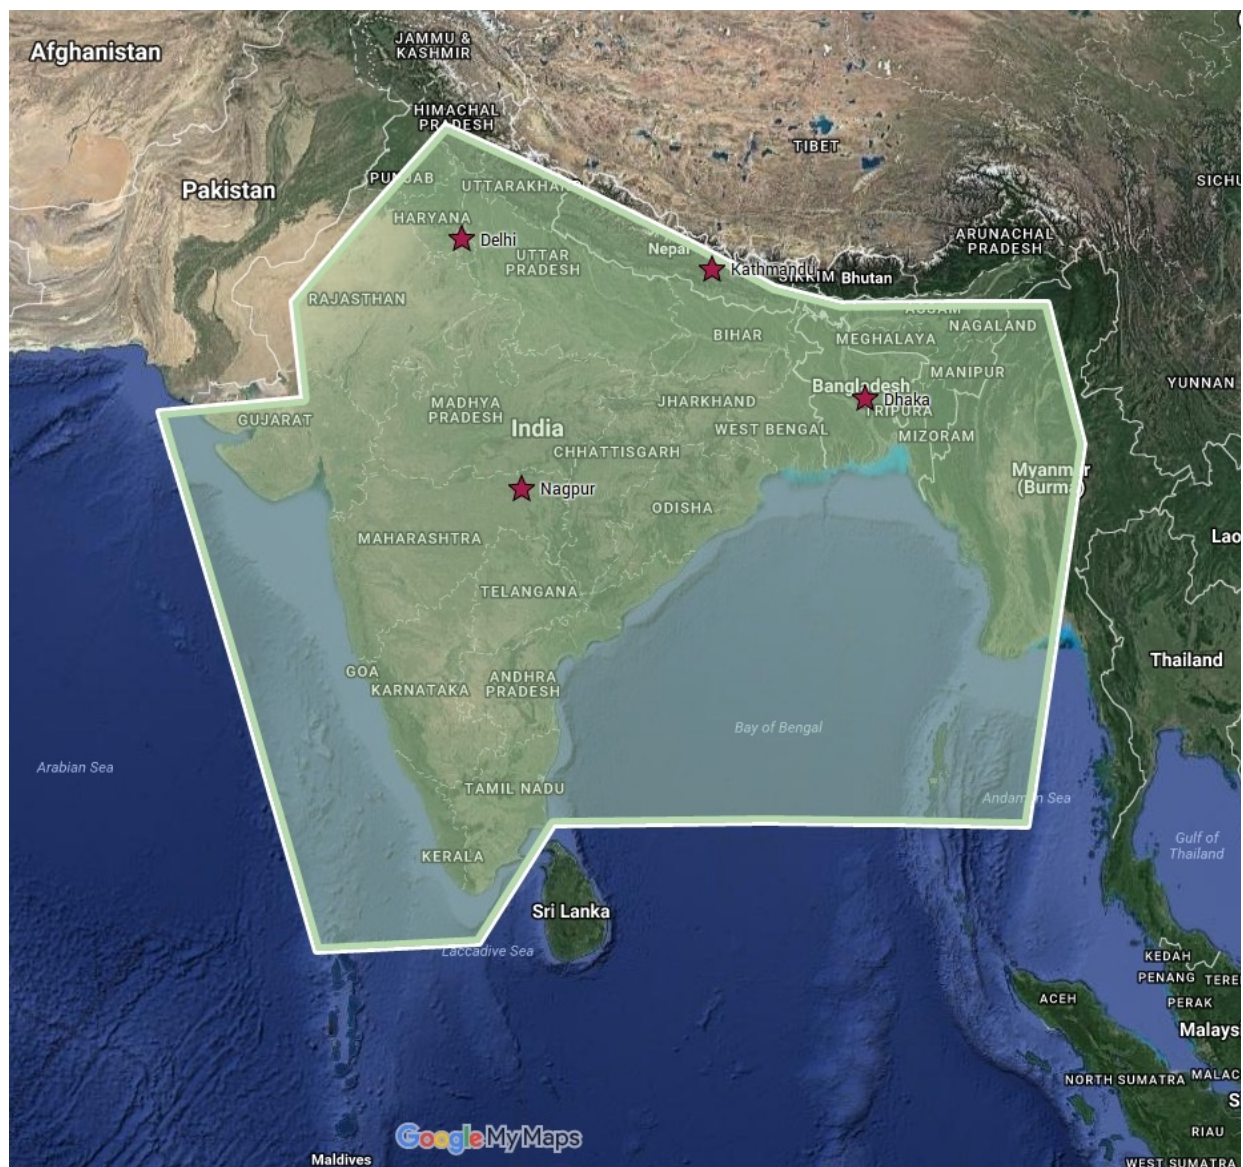 Afghanistan
JAMMU &
KASHMIR
HIMACHAL
PRADESH
TIBET
SICHU
PUNJAB
UTTARAKHAND
Pakistan
HARYANA
Delhi
UTTAR
PRADESH
Nepal
Kathmandu
SIKKIM
Bhutan
ARUNACHAL
PRADESH
RAJASTHAN
ASSAM
NAGALAND
BIHAR
MEGHALAYA
MANIPUR
YUNNAN
Bangladesh
Dhaka
TRIPURA
MIZORAM
GUJARAT
MADHYA
PRADESH
India
JHARKHAND
WEST BENGAL
CHHATTISGARH
Myanmar
(Burma)
Nagpur
ODISHA
MAHARASHTRA
Lao
TELANGANA
GOA
KARNATAKA
ANDHRA
PRADESH
Thailand
Bay of Bengal
Arabian Sea
TAMIL NADU
Andaman Sea
Gulf of
Thailand
KERALA
Sri Lanka
Laccadive Sea
KEDAH
PENANG
TERE
ACEH
PERAK
Malays
NORTH SUMATRA
MALAC
S
RIAU
Google My Maps
Maldives
WEST SUMATRA